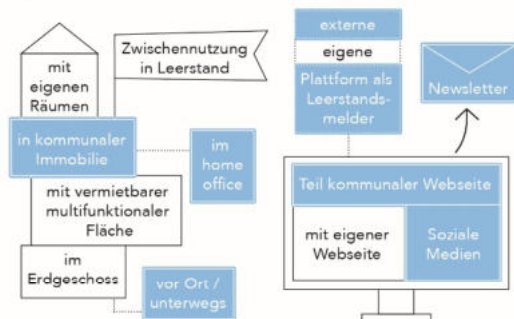 Zwischennutzung
in Leerstand
mit
eigenen
Räumen
in kommunaler
Immobilie
im
home
office
mit vermietbarer
multifunktionaler
Fläche
im
Erdgeschoss
vor Ort /
unterwegs
externe
eigene
Plattform als
Leerstands-
melder
Newsletter
Teil kommunaler Webseite
mit eigener
Webseite
Soziale
Medien